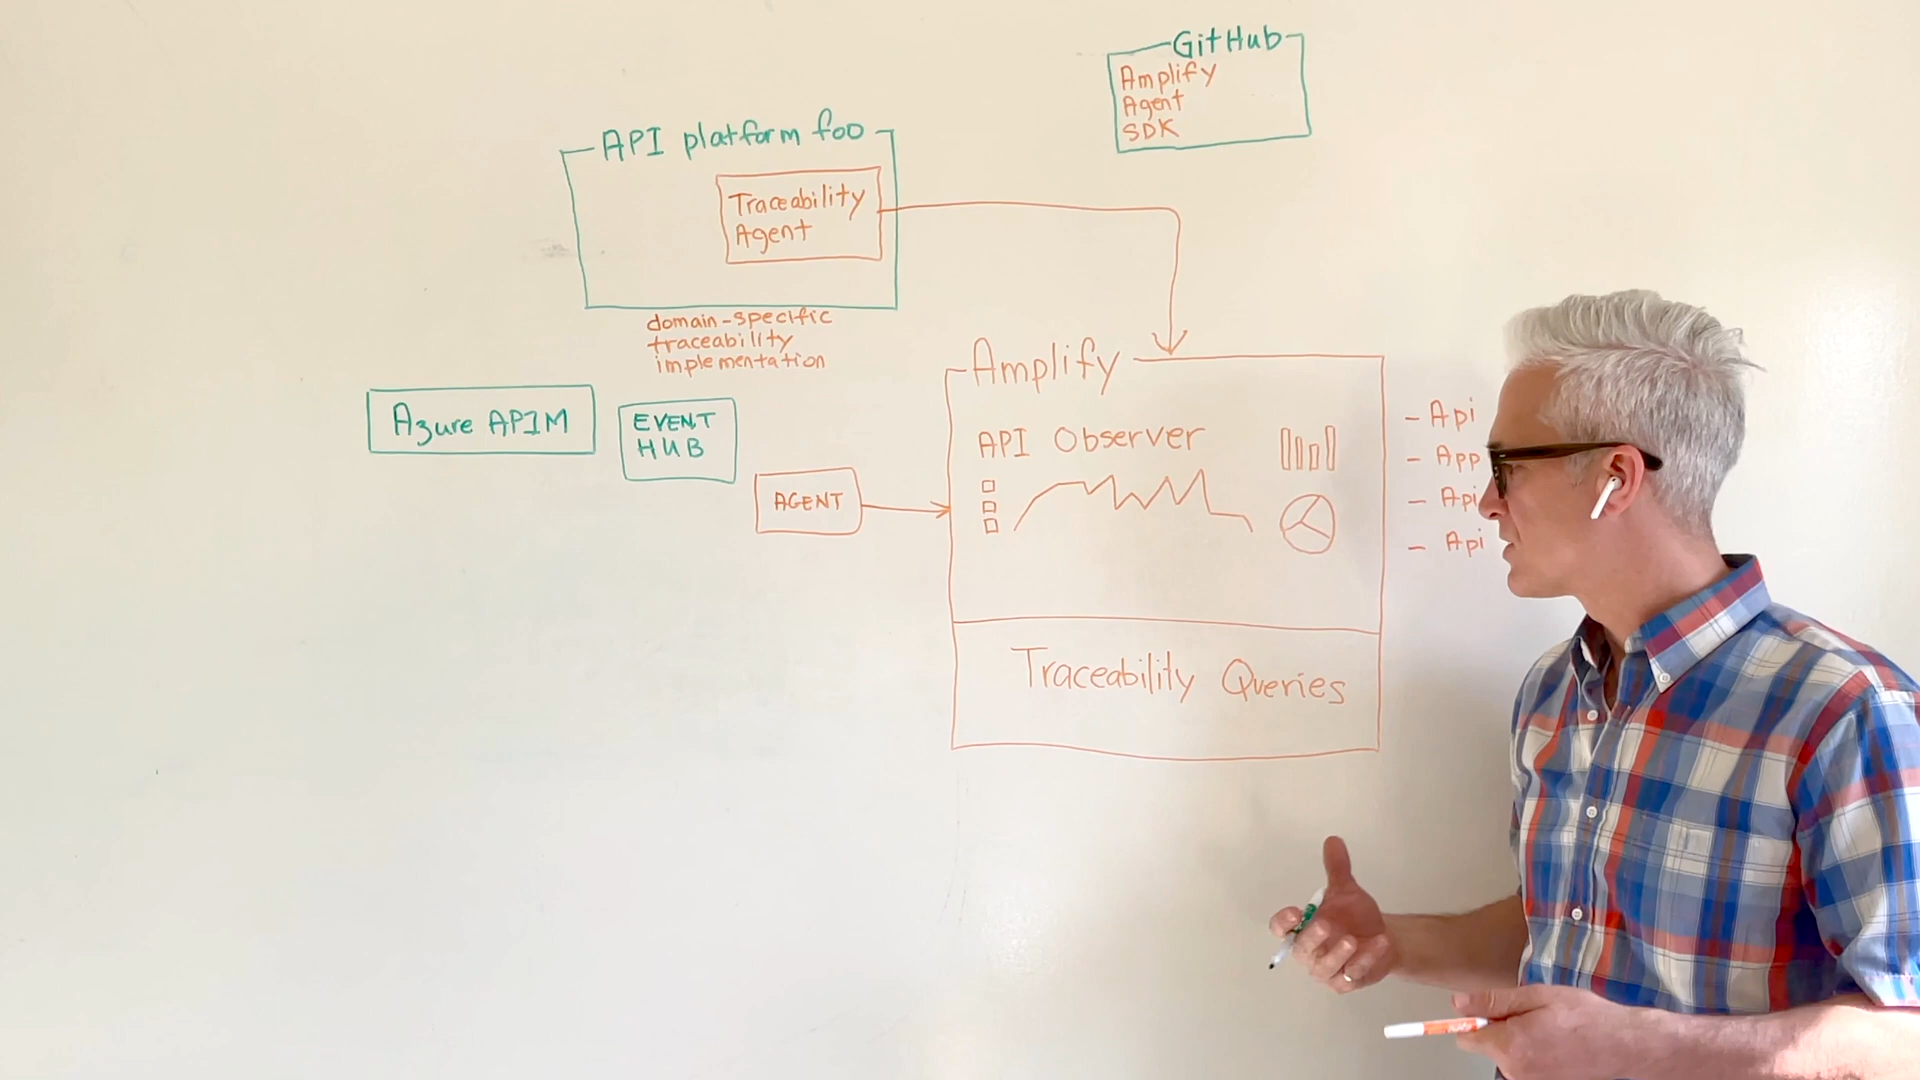 GitHub
Amplify
Agent
SDK
API platform foo
Traceability
Agent
domain-specific
traceability
implementation
Azure APIM
EVENT
HUB
AGENT
Amplify
API Observer
Traceability Queries
- Api
- App
- Api
- Api